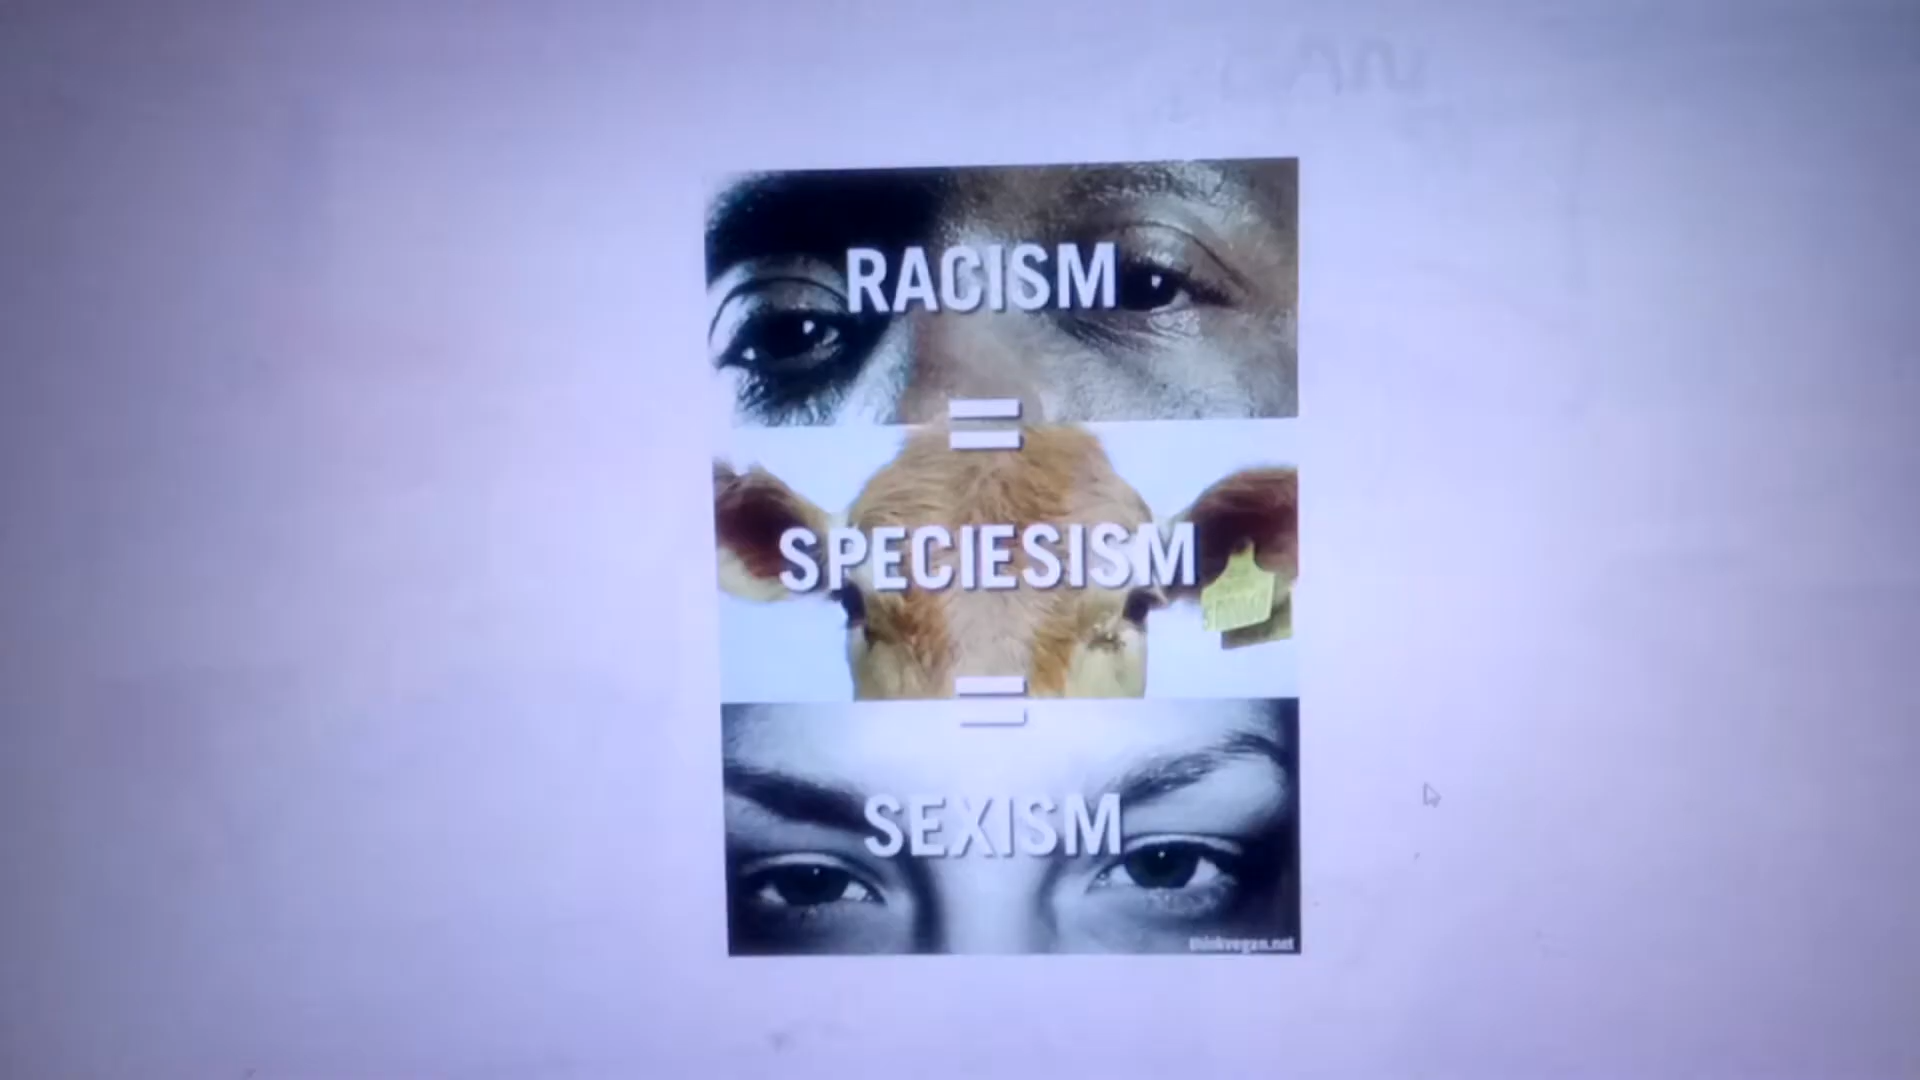 RACISM
=
SPECIESISM
=
SEXISM
thinkvegan.net